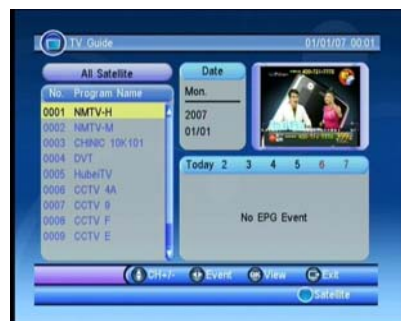 TV Guide
01/01/07 00:01
All Satellite
No. Program Name
0001 NMTV-H
0002 NMTV-M
0003 CHINIC 10K101
0004 DVT
0005 HubeiTV
0006 CCTV 4A
0007 CCTV 9
0008 CCTV F
0009 CCTV E
Date
Mon.
2007
01/01
Today 2 3 4 5 6 7
No EPG Event
CH+/- Event View Exit
Satellite